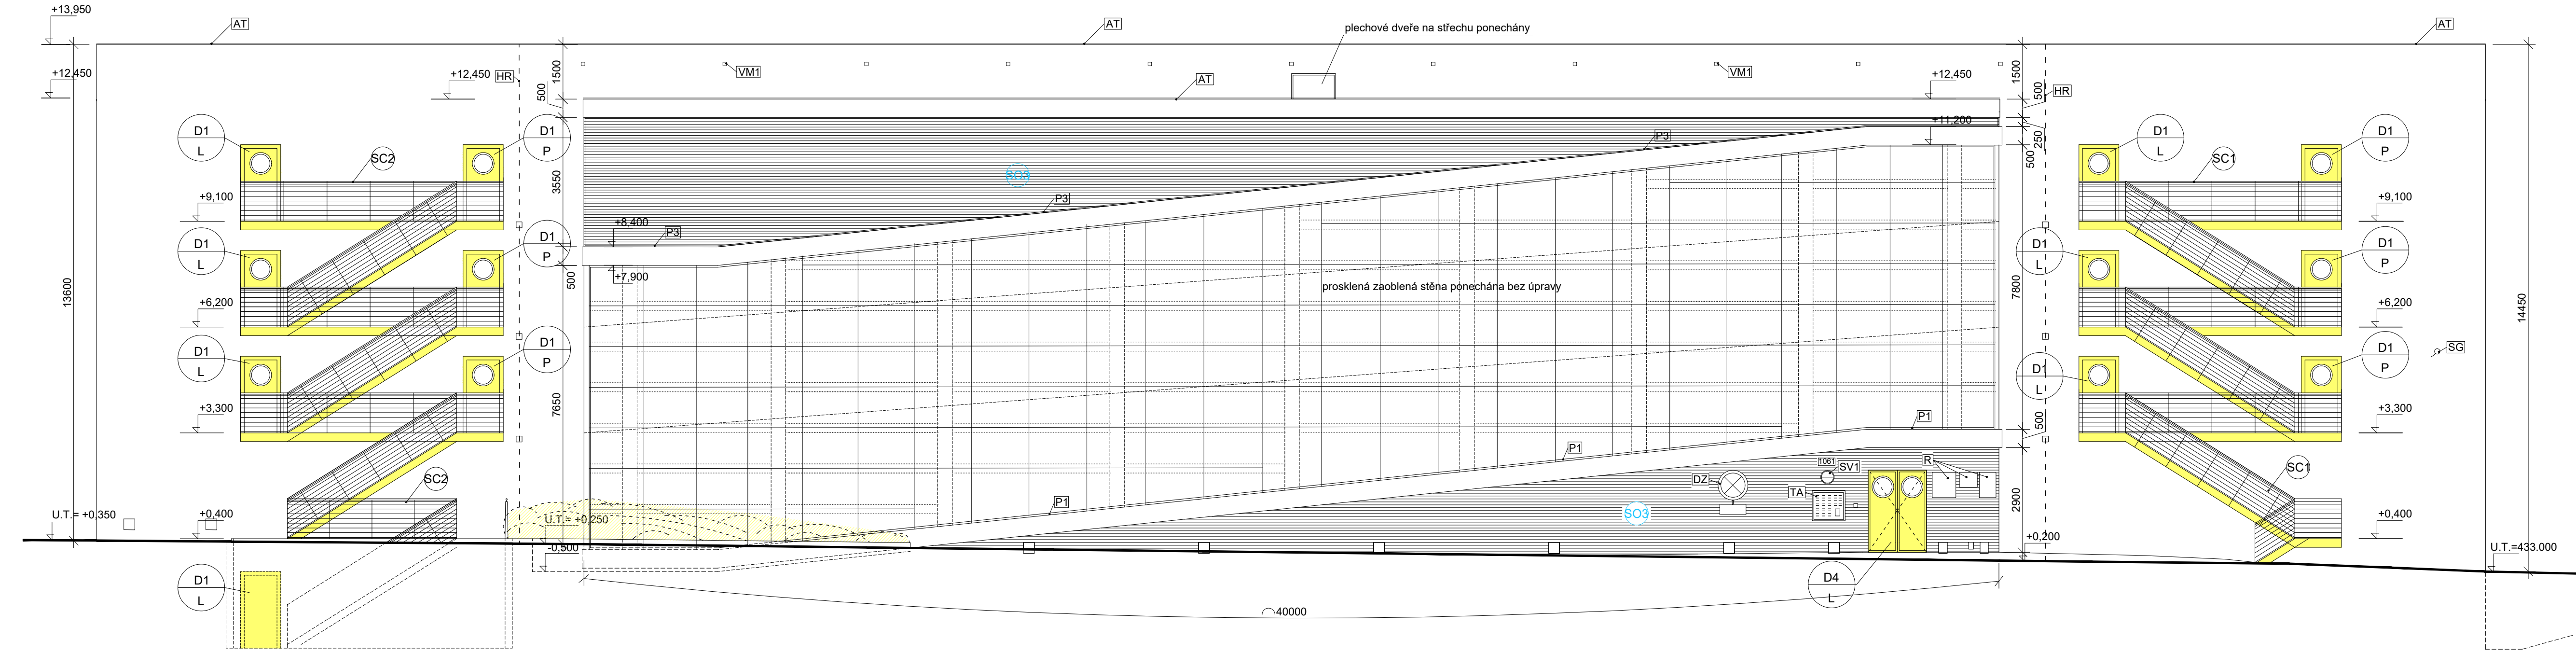 +13,950
AT
AT
plechové dveře na střechu ponechány
AT
+12,450
+12,450
HR
1500
500
VM1
AT
VM1
+12,450
1500
500
HR
D1
L
D1
P
SC2
SO3
P3
+11,200
250
500
D1
L
SC1
D1
P
+9,100
3550
P3
P3
+8,400
+9,100
D1
L
D1
P
+7,900
500
D1
L
D1
P
13600
+6,200
prosklená zaoblená stěna ponechána bez úpravy
7800
+6,200
14450
D1
L
D1
P
D1
L
D1
P
SG
+3,300
7650
P1
500
+3,300
P1
SC2
DZ
1061
SV1
R
SC1
TA
P1
SO3
2900
U.T.= +0,350
+0,400
U.T.= +0,250
+0,400
-0,500
+0,200
U.T.=433.000
D1
L
D4
L
40000